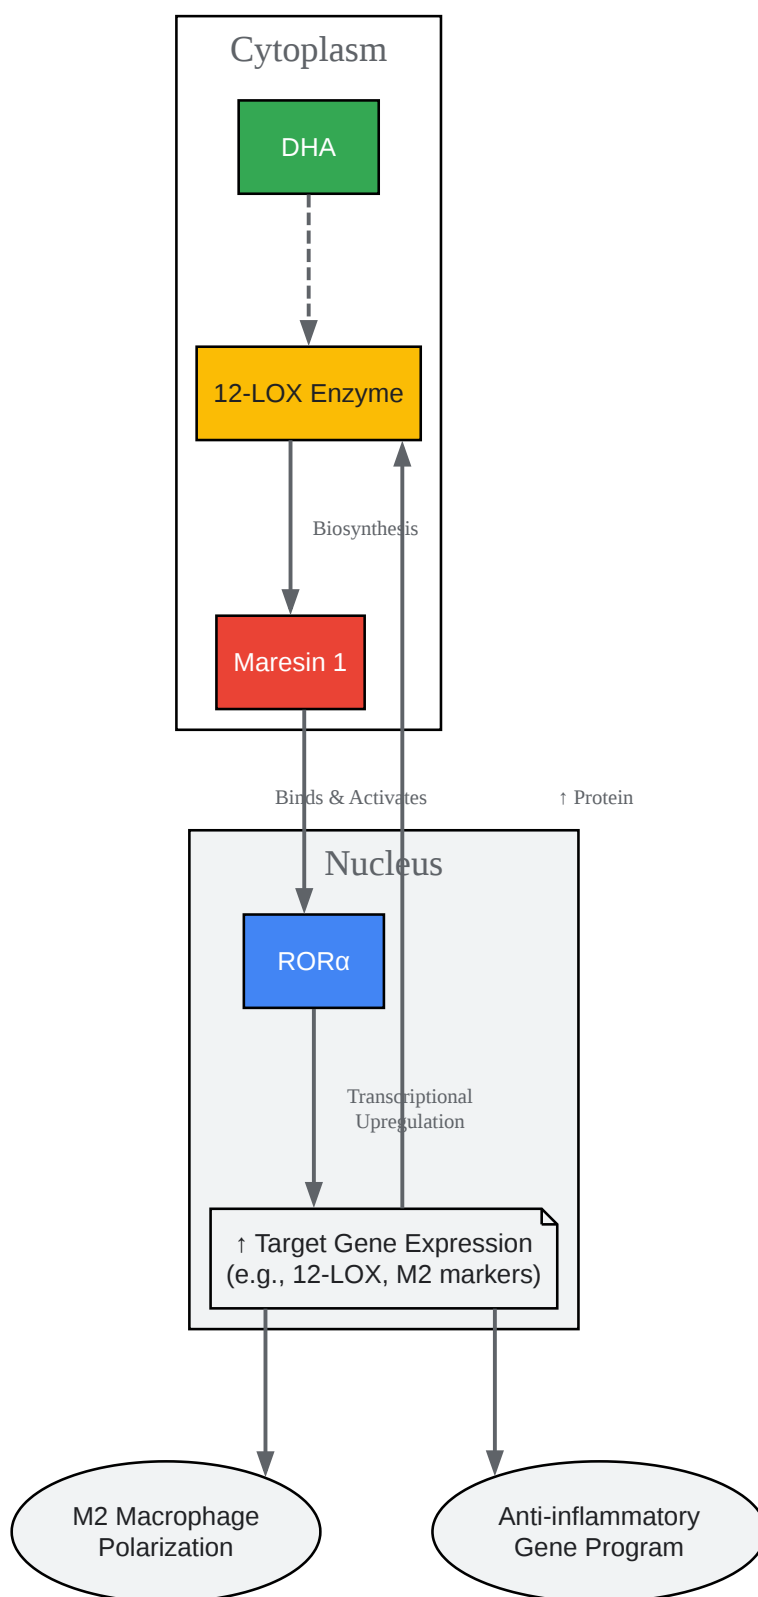 Cytoplasm
DHA
12-LOX Enzyme
Biosynthesis
Maresin 1
Binds & Activates
↑ Protein
Nucleus
RORα
Transcriptional
Upregulation
↑ Target Gene Expression
(e.g., 12-LOX, M2 markers)
M2 Macrophage
Polarization
Anti-inflammatory
Gene Program